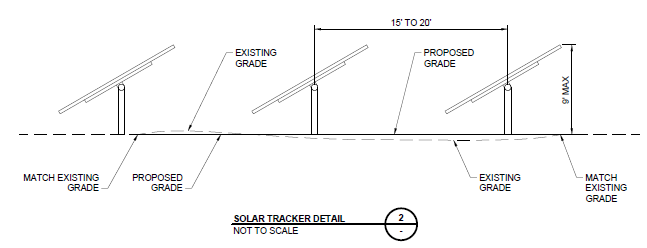 15' TO 20'
EXISTING
GRADE
PROPOSED
GRADE
9' MAX
MATCH EXISTING
GRADE
PROPOSED
GRADE
EXISTING
GRADE
MATCH
EXISTING
GRADE
SOLAR TRACKER DETAIL
NOT TO SCALE
2
-